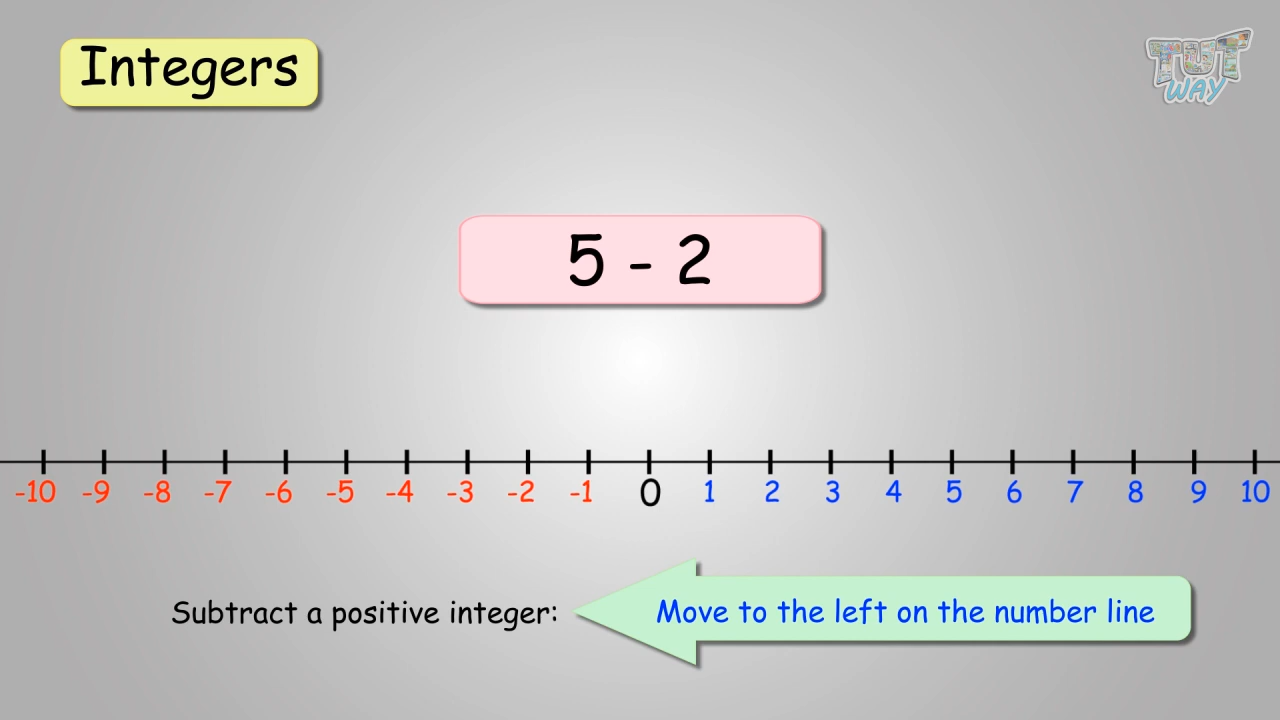 Integers
TUT
WAY
5 - 2
-10 -9 -8 -7 -6 -5 -4 -3 -2 -1 0 1 2 3 4 5 6 7 8 9 10
Subtract a positive integer: Move to the left on the number line